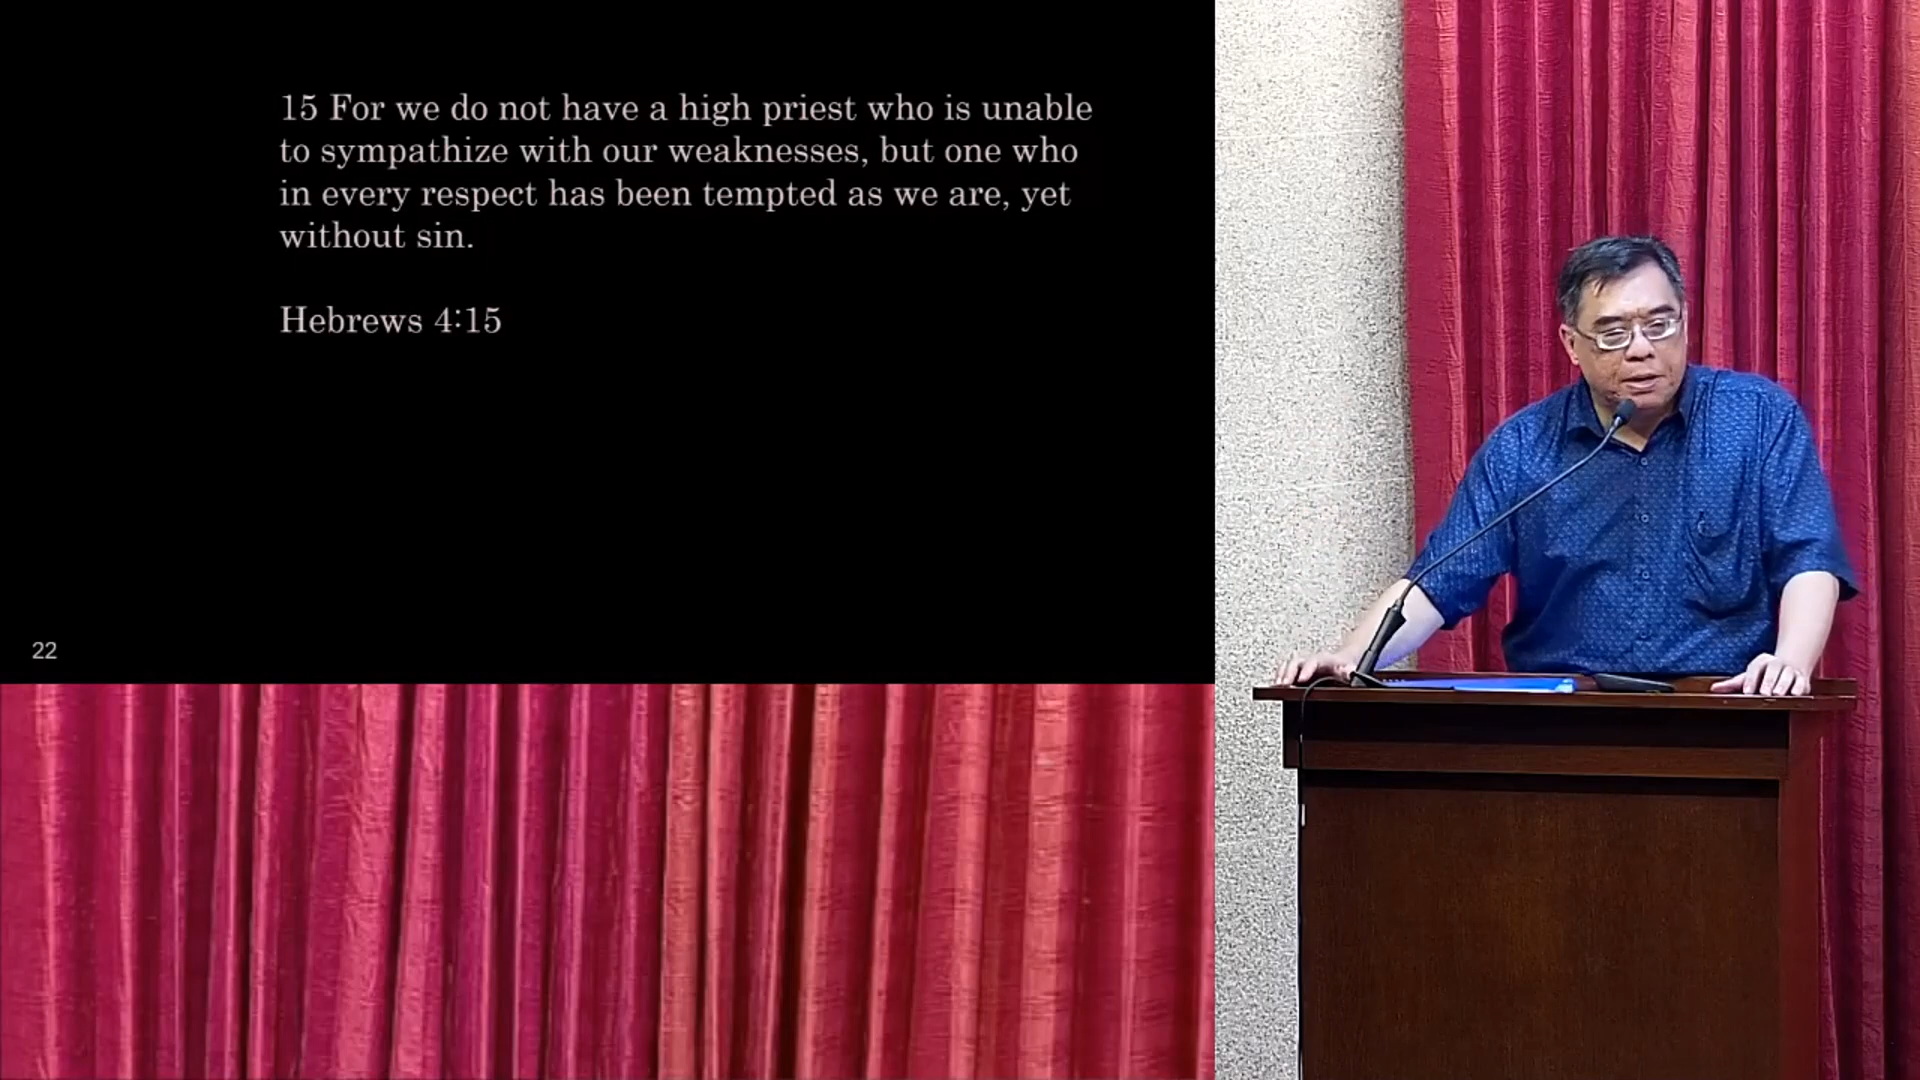 15 For we do not have a high priest who is unable
to sympathize with our weaknesses, but one who
in every respect has been tempted as we are, yet
without sin.
Hebrews 4:15
22